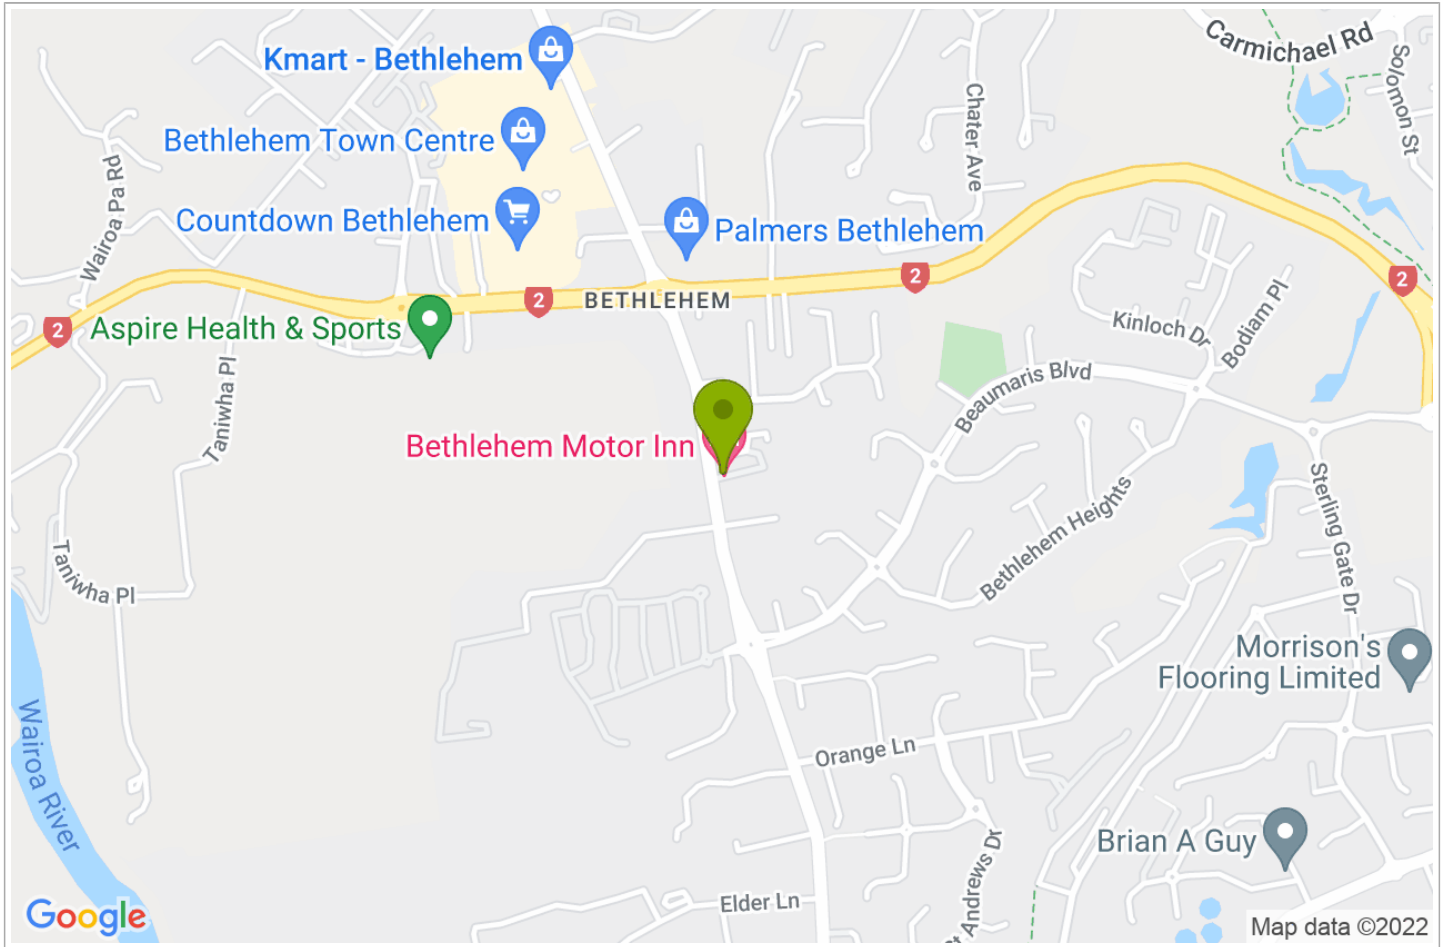 Carmichael Rd
Solomon St
Kmart - Bethlehem
Chater Ave
Bethlehem Town Centre
Wairoa Pa Rd
Countdown Bethlehem
Palmers Bethlehem
2
2
2
BETHLEHEM
2
Aspire Health & Sports
Kinloch Dr
Bodiam Pl
Taniwha Pl
Beaumaris Blvd
Bethlehem Motor Inn
Sterling Gate Dr
Bethlehem Heights
Taniwha Pl
Morrison's
Flooring Limited
Wairoa River
Orange Ln
Brian A Guy
St Andrews Dr
Elder Ln
Google
Map data ©2022